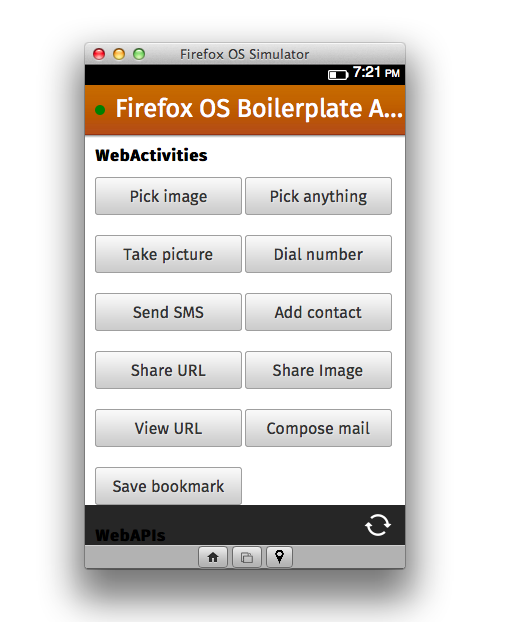 Firefox OS Simulator
7:21 PM
Firefox OS Boilerplate A...
WebActivities
Pick image Pick anything
Take picture Dial number
Send SMS Add contact
Share URL Share Image
View URL Compose mail
Save bookmark
WebAPIs